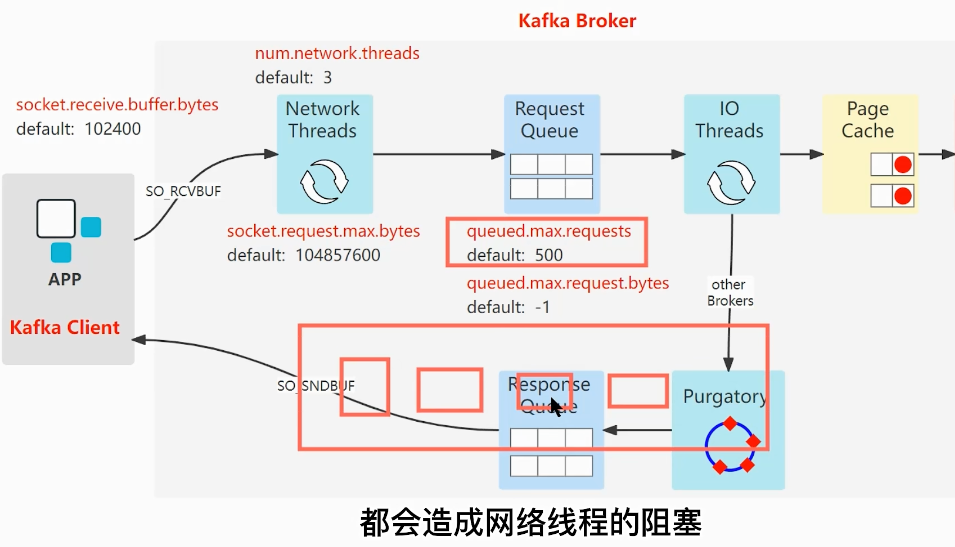 Kafka Broker
num.network.threads
default: 3
socket.receive.buffer.bytes
default: 102400
Network
Threads
Request
Queue
IO
Threads
Page
Cache
SO_RCVBUF
APP
Kafka Client
socket.request.max.bytes
default: 104857600
queued.max.requests
default: 500
queued.max.request.bytes
default: -1
other
Brokers
SO_SNDBUF
Response
Queue
Purgatory
都会造成网络线程的阻塞